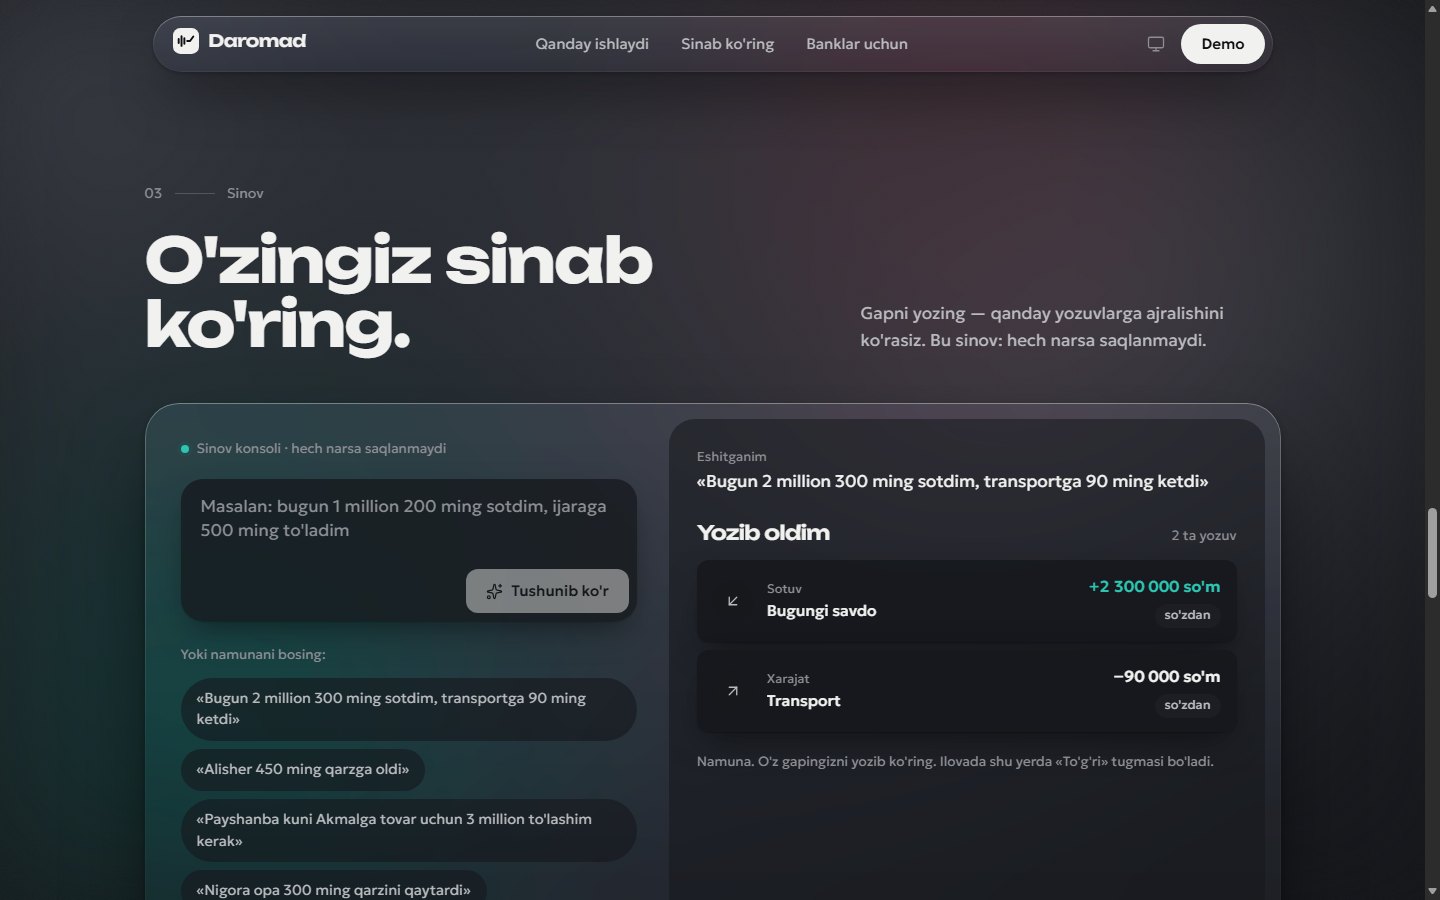 Daromad
Qanday ishlaydi
Sinab ko'ring
Banklar uchun
Demo
03
Sinov
O'zingiz sinab
ko'ring.
Gapni yozing — qanday yozuvlarga ajralishini
ko'rasiz. Bu sinov: hech narsa saqlanmaydi.
Sinov konsoli · hech narsa saqlanmaydi
Masalan: bugun 1 million 200 ming sotdim, ijaraga
500 ming to'ladim
Tushunib ko'r
Yoki namunani bosing:
«Bugun 2 million 300 ming sotdim, transportga 90 ming
ketdi»
«Alisher 450 ming qarzga oldi»
«Payshanba kuni Akmalga tovar uchun 3 million to'lashim
kerak»
«Nigora opa 300 ming qarzini qaytardi»
Eshitganim
«Bugun 2 million 300 ming sotdim, transportga 90 ming ketdi»
Yozib oldim
2 ta yozuv
Sotuv
Bugungi savdo
+2 300 000 so'm
so'zdan
Xarajat
Transport
−90 000 so'm
so'zdan
Namuna. O'z gapingizni yozib ko'ring. Ilovada shu yerda «To'g'ri» tugmasi bo'ladi.